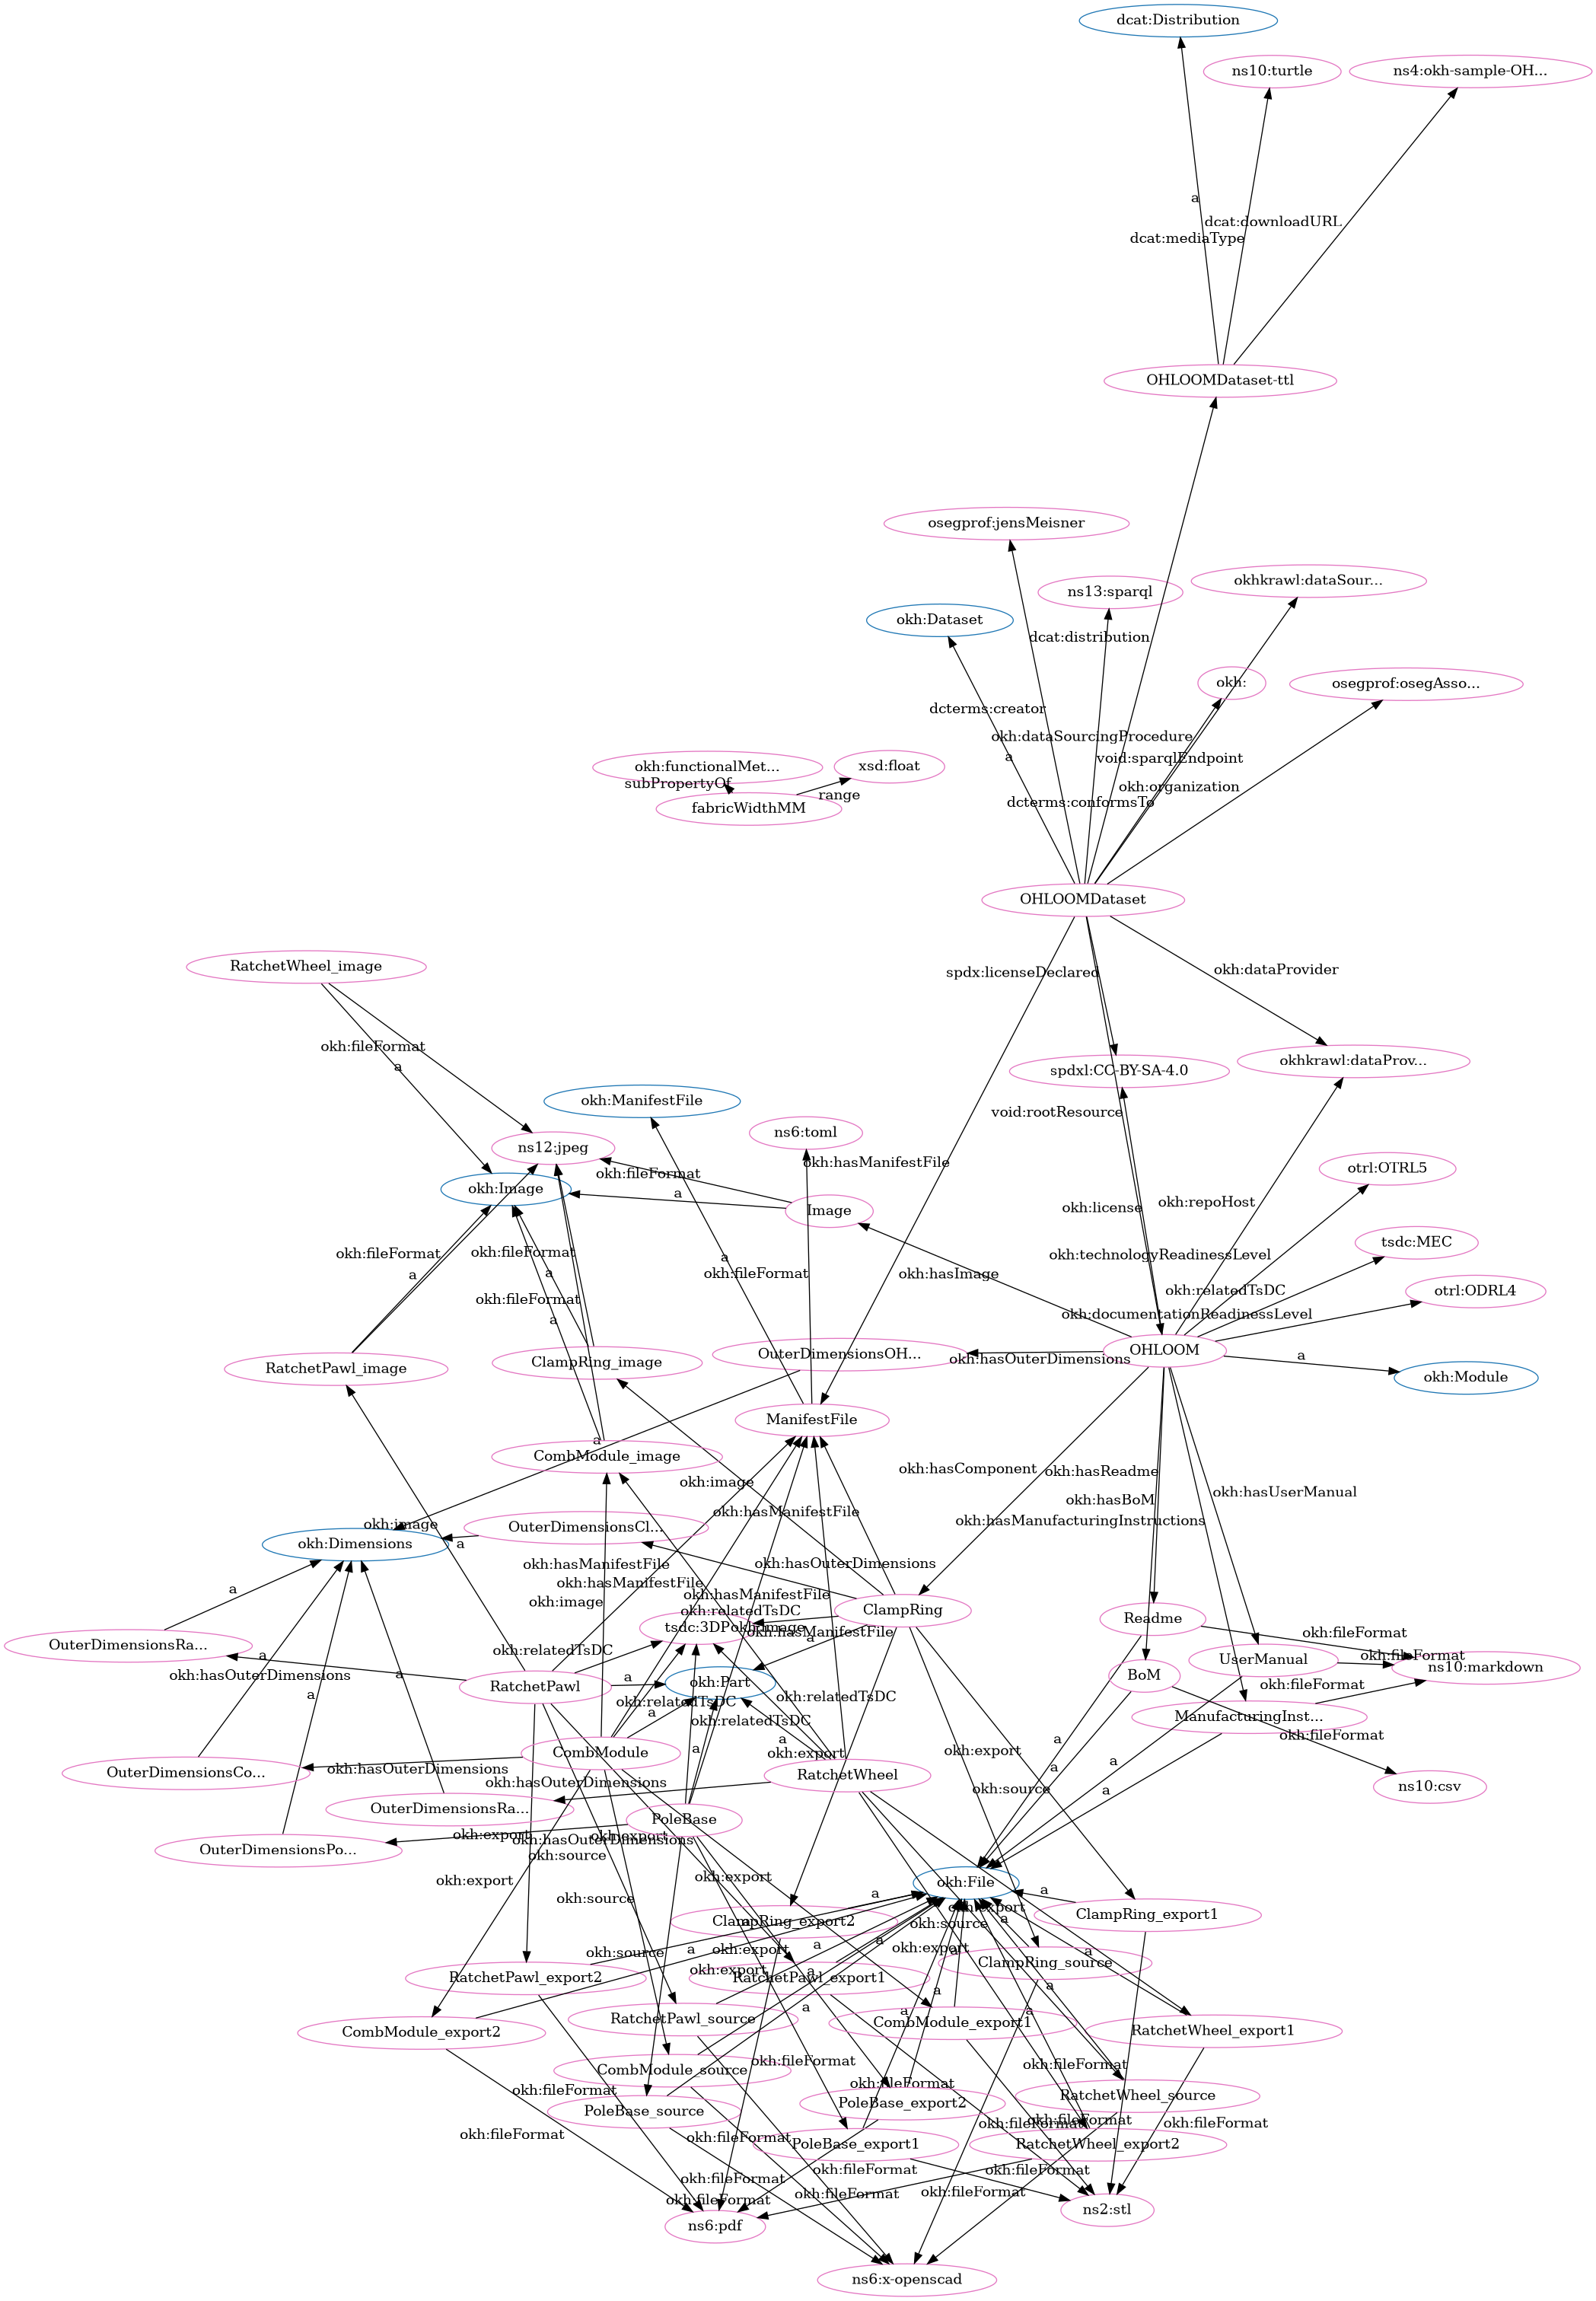 dcat:Distribution
ns10:turtle
ns4:okh-sample-OH...
a
dcat:downloadURL
dcat:mediaType
OHLOOMDataset-ttl
osegprof:jensMeisner
okhkrawl:dataSour...
ns13:sparql
okh:Dataset
dcat:distribution
okh:
osegprof:osegAsso...
dcterms:creator
okh:dataSourcingProcedure
a
void:sparqlEndpoint
okh:functionalMet...
xsd:float
subPropertyOf
okh:organization
range
dcterms:conformsTo
fabricWidthMM
OHLOOMDataset
RatchetWheel_image
spdx:licenseDeclared
okh:dataProvider
okh:fileFormat
a
spdxl:CC-BY-SA-4.0
okhkrawl:dataProv...
okh:ManifestFile
void:rootResource
ns6:toml
ns12:jpeg
okh:hasManifestFile
otrl:OTRL5
okh:fileFormat
okh:Image
a
okh:repoHost
Image
okh:license
tsdc:MEC
okh:fileFormat
okh:fileFormat
a
okh:technologyReadinessLevel
a
a
okh:fileFormat
okh:hasImage
okh:relatedTsDC
otrl:ODRL4
okh:fileFormat
a
okh:documentationReadinessLevel
OuterDimensionsOH...
OHLOOM
okh:hasOuterDimensions
a
RatchetPawl_image
ClampRing_image
okh:Module
ManifestFile
a
CombModule_image
okh:hasComponent
okh:hasReadme
okh:image
okh:hasUserManual
okh:hasBoM
okh:hasManifestFile
okh:hasManufacturingInstructions
okh:image
OuterDimensionsCl...
okh:Dimensions
a
okh:hasManifestFile
okh:hasOuterDimensions
okh:hasManifestFile
a
okh:hasManifestFile
okh:image
okh:relatedTsDC
ClampRing
Readme
tsdc:3DP
okh:image
okh:hasManifestFile
okh:fileFormat
a
OuterDimensionsRa...
okh:relatedTsDC
a
okh:fileFormat
UserManual
ns10:markdown
okh:hasOuterDimensions
a
a
okh:Part
BoM
okh:fileFormat
RatchetPawl
a
okh:relatedTsDC
okh:relatedTsDC
a
okh:relatedTsDC
ManufacturingInst...
okh:fileFormat
a
a
a
okh:export
okh:export
CombModule
okh:hasOuterDimensions
OuterDimensionsCo...
a
a
RatchetWheel
okh:hasOuterDimensions
okh:source
a
ns10:csv
OuterDimensionsRa...
PoleBase
okh:export
okh:export
okh:hasOuterDimensions
OuterDimensionsPo...
okh:source
okh:export
okh:export
okh:File
okh:source
a
a
okh:export
ClampRing_export1
ClampRing_export2
a
okh:source
a
okh:source
a
okh:export
a
a
okh:export
a
a
ClampRing_source
okh:export
a
RatchetPawl_export2
RatchetPawl_export1
a
a
a
a
a
RatchetPawl_source
CombModule_export1
CombModule_export2
RatchetWheel_export1
okh:fileFormat
okh:fileFormat
CombModule_source
okh:fileFormat
okh:fileFormat
RatchetWheel_source
PoleBase_export2
PoleBase_source
okh:fileFormat
okh:fileFormat
okh:fileFormat
okh:fileFormat
okh:fileFormat
PoleBase_export1
RatchetWheel_export2
okh:fileFormat
okh:fileFormat
okh:fileFormat
okh:fileFormat
okh:fileFormat
okh:fileFormat
ns2:stl
ns6:pdf
ns6:x-openscad